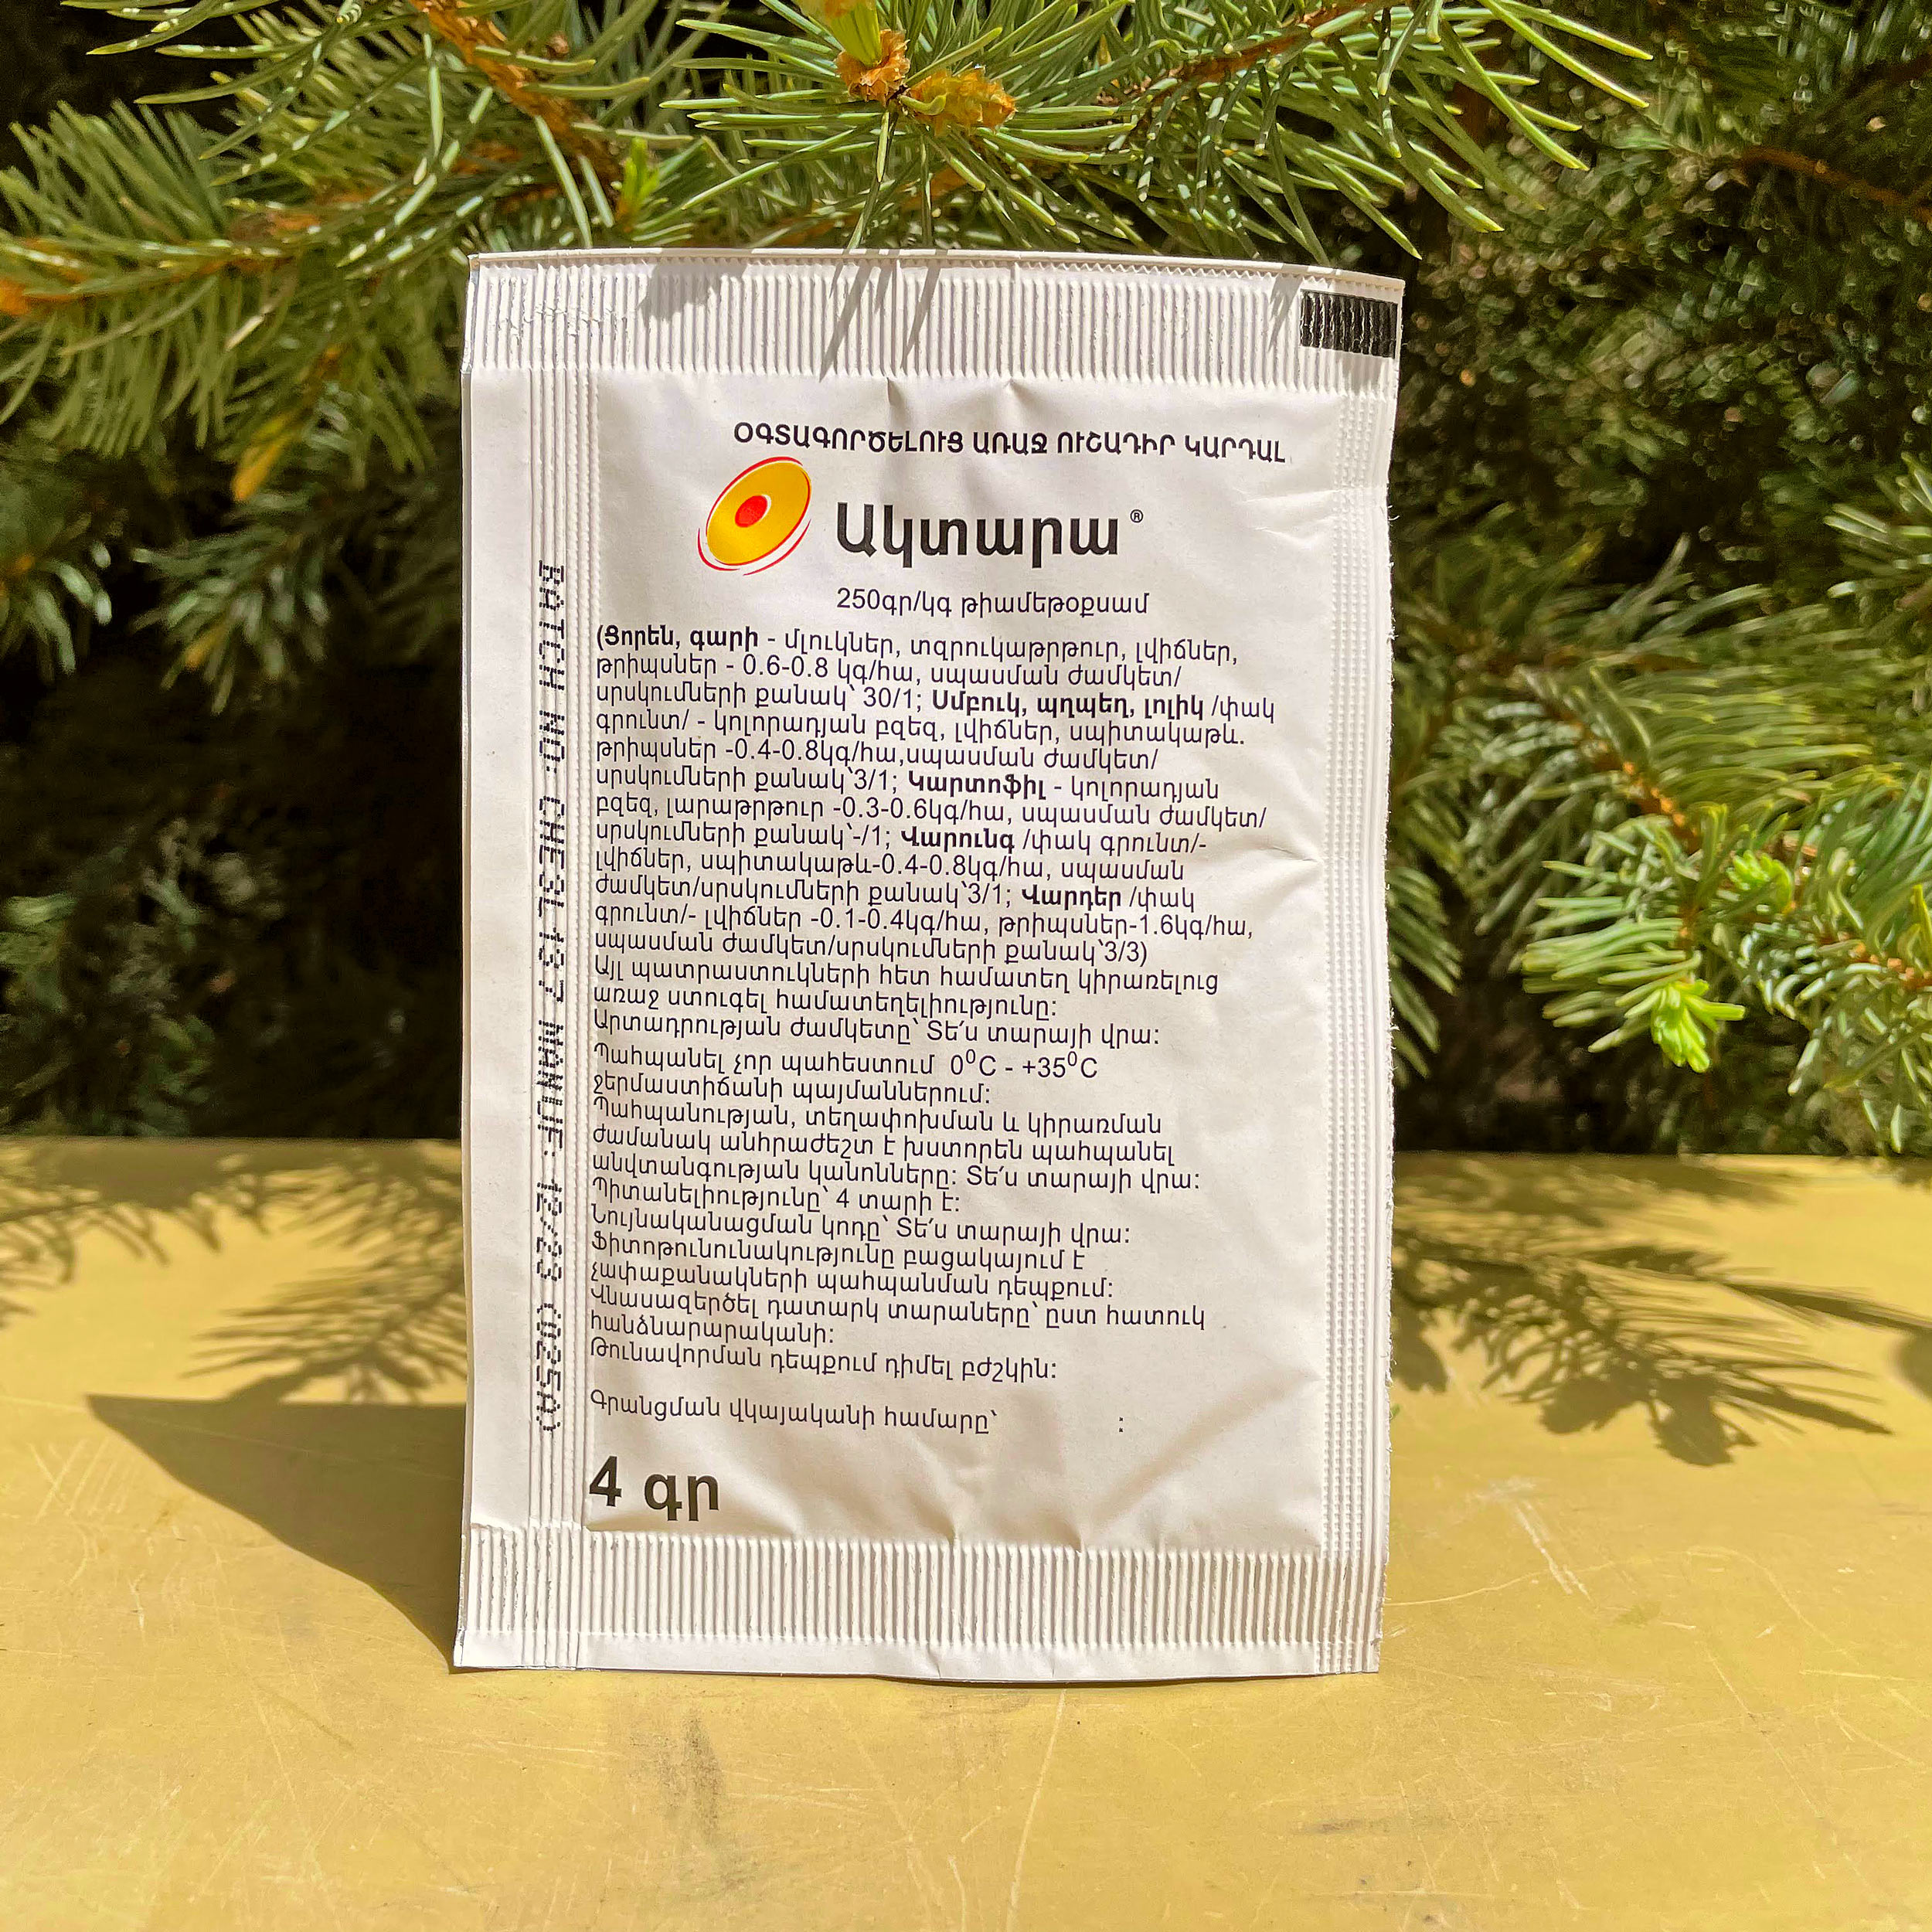 ՕԳՏԱԳՈՐԾԵԼՈՒՑ ԱՌԱՋ ՈՒՇԱԴԻՐ ԿԱՐԴԱԼ
Ակտարա®
250գր/կգ թիամեթօքսամ
(Ցորեն, գարի - մլուկներ, տզրուկաթրթուր, լվիճներ,
թրիպսներ - 0.6-0.8 կգ/հա, սպասման ժամկետ/
սրսկումների քանակ՝ 30/1; Սմբուկ, պղպեղ, լոլիկ /փակ
գրունտ/ - կոլորադյան բզեզ, լվիճներ, սպիտակաթև.
թրիպսներ -0.4-0.8կգ/հա,սպասման ժամկետ/
սրսկումների քանակ՝3/1; Կարտոֆիլ - կոլորադյան
բզեզ, լարաթրթուր -0.3-0.6կգ/հա, սպասման ժամկետ/
սրսկումների քանակ՝-/1; Վարունգ /փակ գրունտ/-
լվիճներ, սպիտակաթև-0.4-0.8կգ/հա, սպասման
ժամկետ/սրսկումների քանակ՝3/1; Վարդեր /փակ
գրունտ/- լվիճներ -0.1-0.4կգ/հա, թրիպսներ-1.6կգ/հա,
սպասման ժամկետ/սրսկումների քանակ՝3/3)
Այլ պատրաստուկների հետ համատեղ կիրառելուց
առաջ ստուգել համատեղելիությունը:
Արտադրության ժամկետը՝ Տե՛ս տարայի վրա:
Պահպանել չոր պահեստում 0⁰C - +35⁰C
ջերմաստիճանի պայմաններում:
Պահպանության, տեղափոխման և կիրառման
ժամանակ անհրաժեշտ է խստորեն պահպանել
անվտանգության կանոնները: Տե՛ս տարայի վրա:
Պիտանելիությունը՝ 4 տարի է:
Նույնականացման կոդը՝ Տե՛ս տարայի վրա:
Ֆիտոթունունակությունը բացակայում է
չափաքանակների պահպանման դեպքում:
Վնասազերծել դատարկ տարաները՝ ըստ հատուկ
հանձնարարականի:
Թունավորման դեպքում դիմել բժշկին:
Գրանցման վկայականի համարը՝ :
4 գր
BATCH NO: CHE3L137 MANUF: 12/23 (025A)